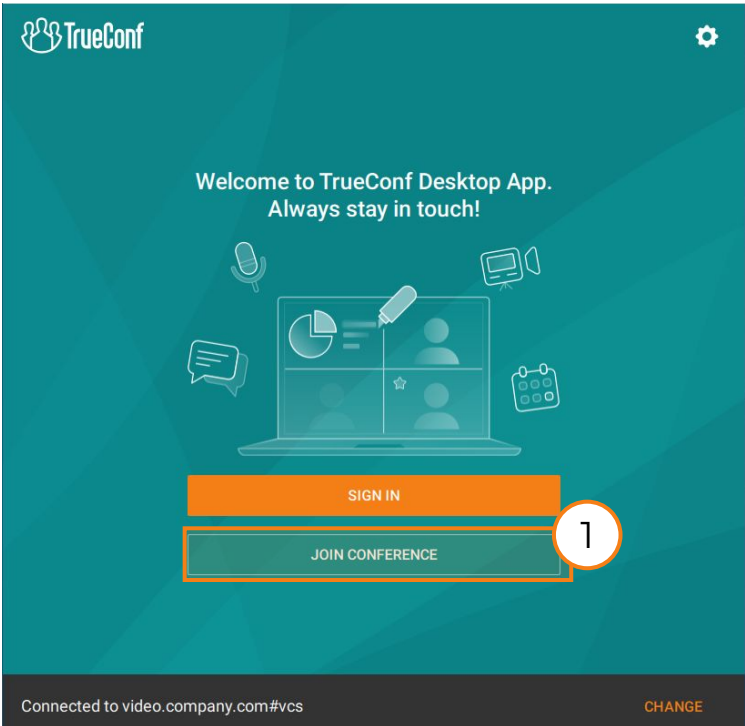 TrueConf
Welcome to TrueConf Desktop App.
Always stay in touch!
SIGN IN
JOIN CONFERENCE
1
Connected to video.company.com#vcs
CHANGE